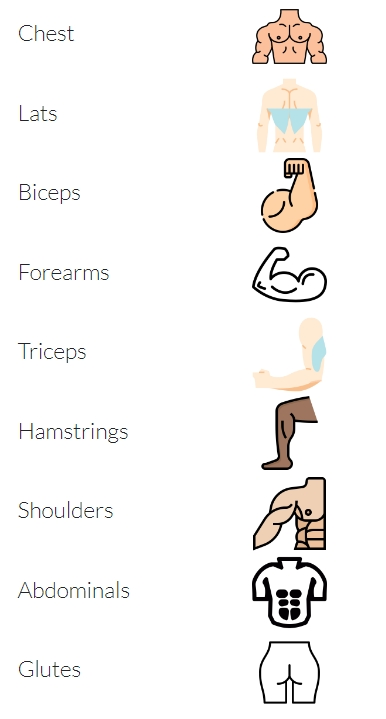 Chest
Lats
Biceps
Forearms
Triceps
Hamstrings
Shoulders
Abdominals
Glutes